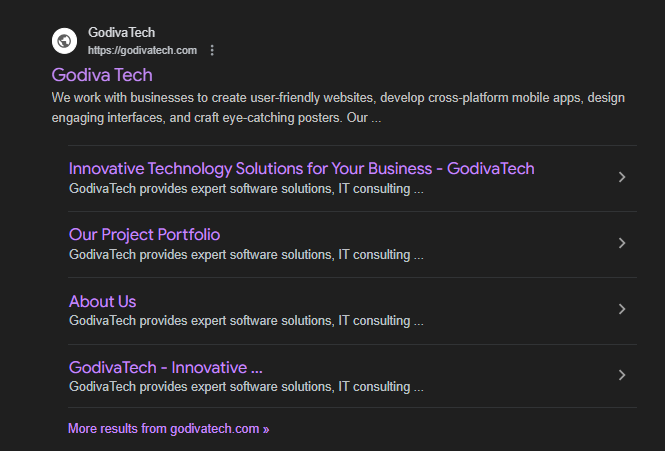 GodivaTech
https://godivatech.com
Godiva Tech
We work with businesses to create user-friendly websites, develop cross-platform mobile apps, design
engaging interfaces, and craft eye-catching posters. Our ...
Innovative Technology Solutions for Your Business - GodivaTech
GodivaTech provides expert software solutions, IT consulting ...
Our Project Portfolio
GodivaTech provides expert software solutions, IT consulting ...
About Us
GodivaTech provides expert software solutions, IT consulting ...
GodivaTech - Innovative ...
GodivaTech provides expert software solutions, IT consulting ...
More results from godivatech.com »